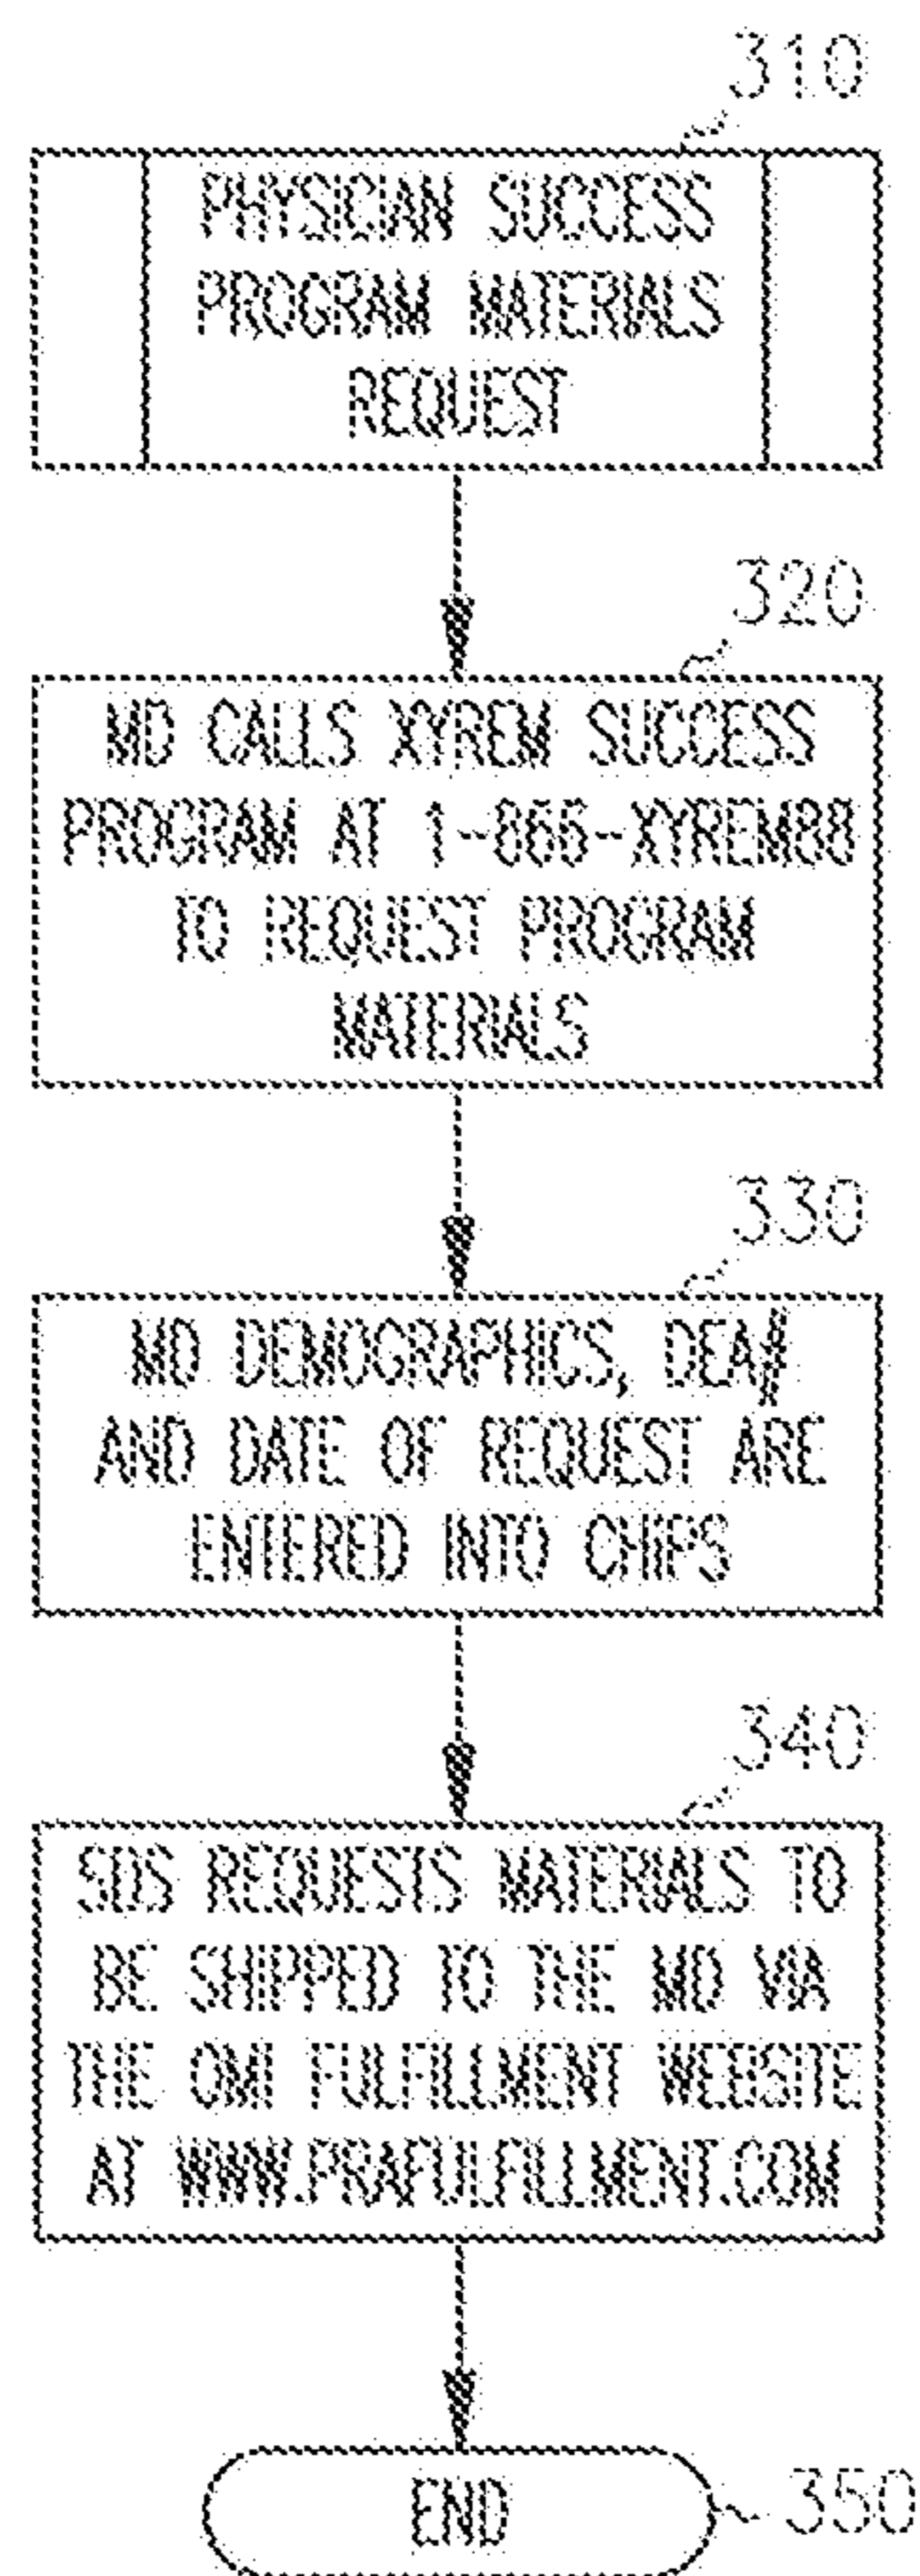 310
PHYSICIAN SUCCESS
PROGRAM MATERIALS
REQUEST
320
MD CALLS XYREM SUCCESS
PROGRAM AT 1-866-XYREM88
TO REQUEST PROGRAM
MATERIALS
330
MD DEMOGRAPHICS, DEA#
AND DATE OF REQUEST ARE
ENTERED INTO CHIPS
340
SDS REQUESTS MATERIALS TO
BE SHIPPED TO THE MD VIA
THE OMI FULFILLMENT WEBSITE
AT WWW.PRAFULFILLMENT.COM
END
350